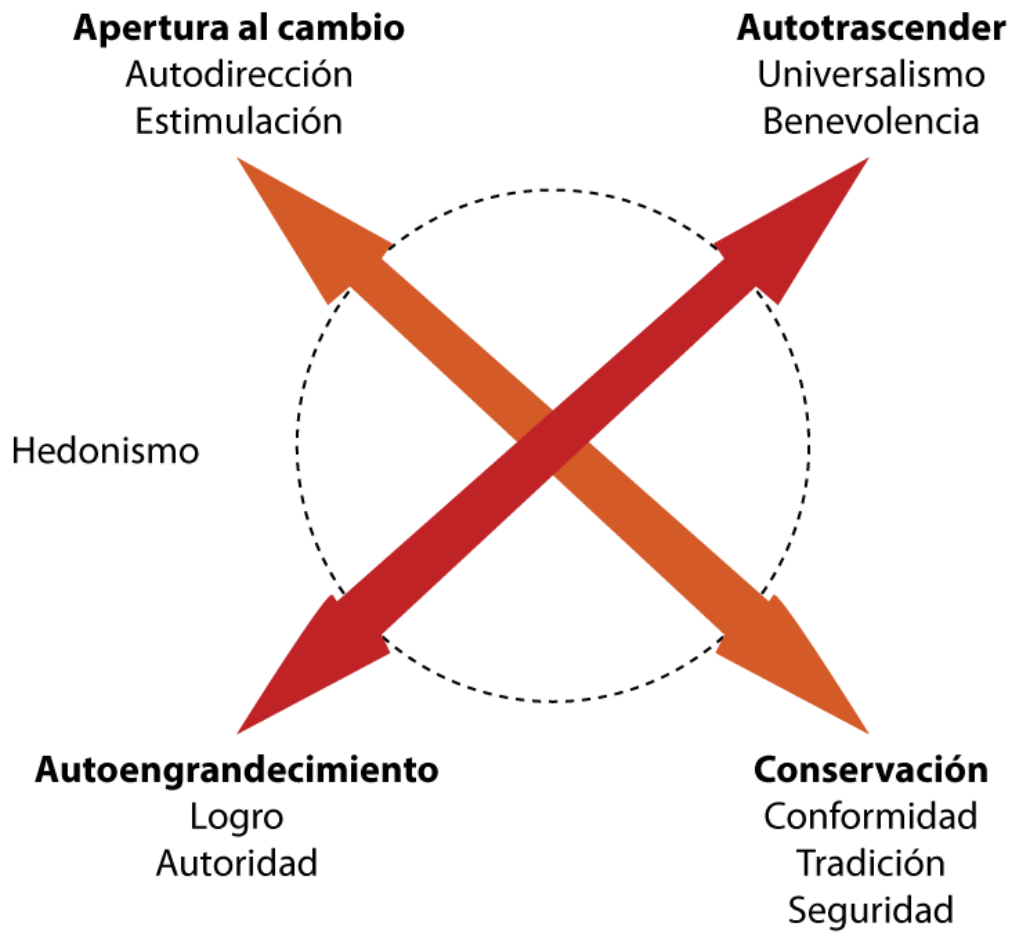 Apertura al cambio
Autodirección
Estimulación
Autotrascender
Universalismo
Benevolencia
Hedonismo
Autoengrandecimiento
Logro
Autoridad
Conservación
Conformidad
Tradición
Seguridad